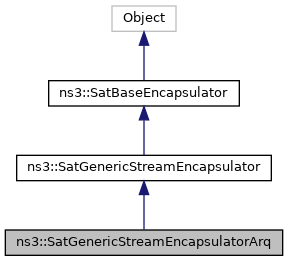 Object
ns3::SatBaseEncapsulator
ns3::SatGenericStreamEncapsulator
ns3::SatGenericStreamEncapsulatorArq